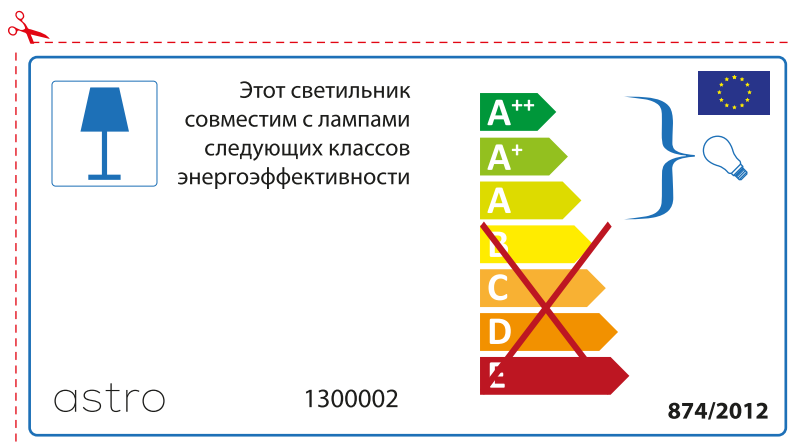 Этот светильник
совместим с лампами
следующих классов
энергоэффективности
A++
A+
A
B
C
D
E
astro
1300002
874/2012